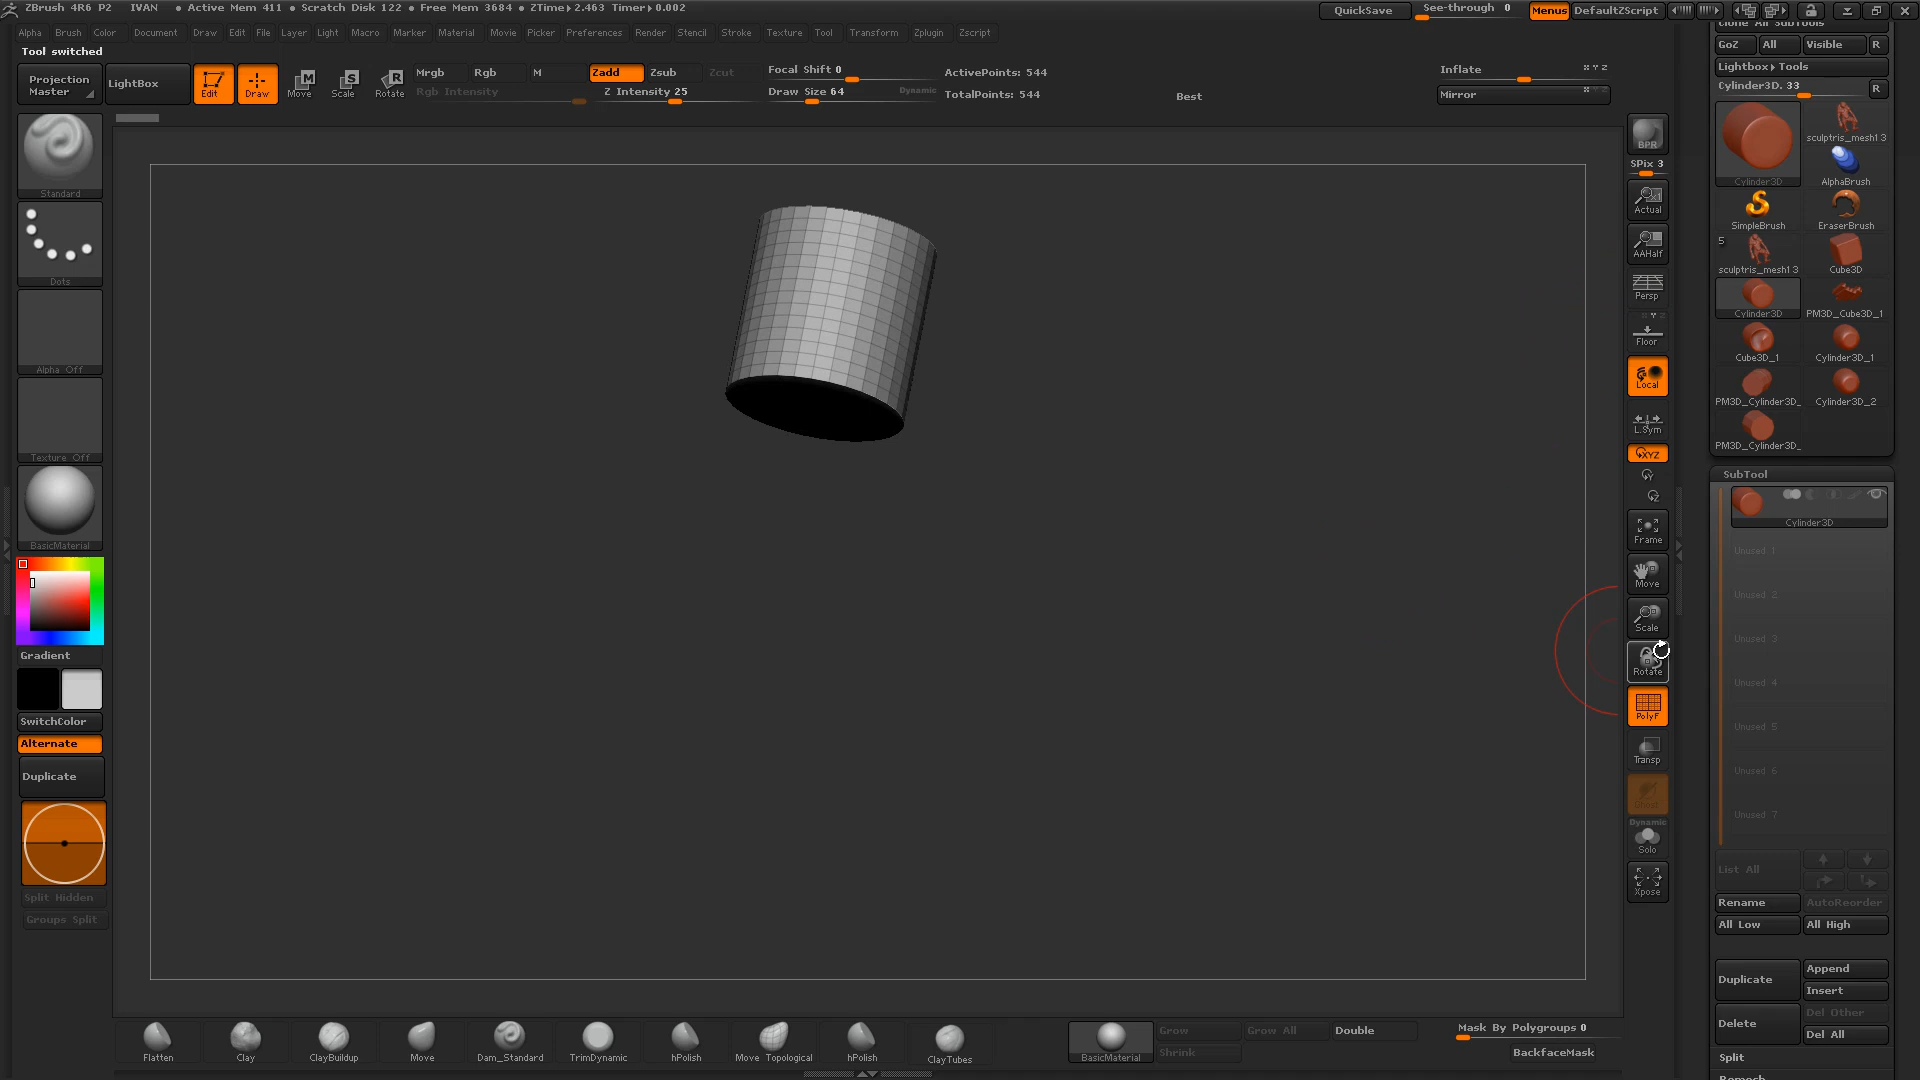 ZBrush 4R6 P2 IVAN • Active Mem 411 • Scratch Disk 122 • Free Mem 3684 • ZTime▸2.463 Timer▸0.002
QuickSave See-through 0 Menus DefaultZScript
Alpha Brush Color Document Draw Edit File Layer Light Macro Marker Material Movie Picker Preferences Render Stencil Stroke Texture Tool Transform Zplugin Zscript
Tool switched
Projection Master
LightBox
Edit
Draw
Move
Scale
Rotate
Mrgb Rgb M Zadd Zsub Zcut
Rgb Intensity Z Intensity 25
Focal Shift 0
Draw Size 64 Dynamic
ActivePoints: 544
TotalPoints: 544
Best
Inflate X Y Z
Mirror
Standard
Dots
Alpha Off
Texture Off
BasicMaterial
Gradient
SwitchColor
Alternate
Duplicate
Split Hidden
Groups Split
BPR
SPix 3
Actual
AAHalf
Persp
Floor
Local
L.Sym
XYZ
Y
Z
Frame
Move
Scale
Rotate
PolyF
Transp
Ghost
Dynamic
Solo
Xpose
Clone All SubTools
GoZ All Visible R
Lightbox▸Tools
Cylinder3D. 33 R
Cylinder3D
sculptris_mesh1 3
AlphaBrush
SimpleBrush
EraserBrush
5
sculptris_mesh1 3
Cube3D
Cylinder3D
PM3D_Cube3D_1
Cube3D_1
Cylinder3D_1
PM3D_Cylinder3D_
Cylinder3D_2
PM3D_Cylinder3D_
SubTool
Cylinder3D
Unused 1
Unused 2
Unused 3
Unused 4
Unused 5
Unused 6
Unused 7
List All
Rename AutoReorder
All Low All High
Duplicate Append
Insert
Delete Del Other
Del All
Split
Remesh
Flatten
Clay
ClayBuildup
Move
Dam_Standard
TrimDynamic
hPolish
Move Topological
hPolish
ClayTubes
BasicMaterial
Grow Grow All Double
Shrink
Mask By Polygroups 0
BackfaceMask